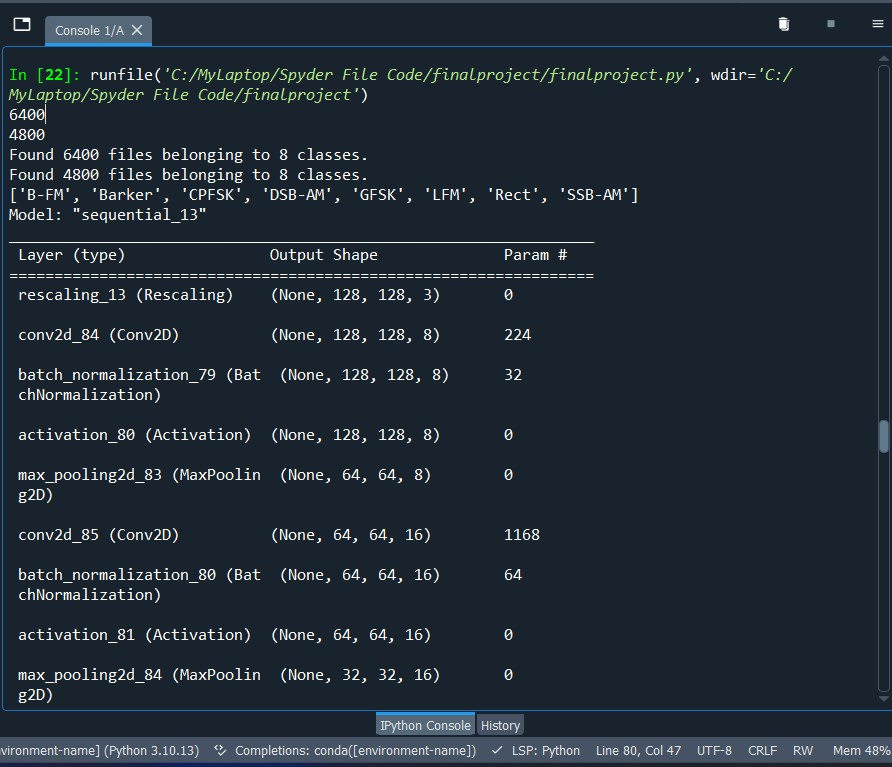 Console 1/A
In [22]: runfile('C:/MyLaptop/Spyder File Code/finalproject/finalproject.py', wdir='C:/
MyLaptop/Spyder File Code/finalproject')
6400
4800
Found 6400 files belonging to 8 classes.
Found 4800 files belonging to 8 classes.
['B-FM', 'Barker', 'CPFSK', 'DSB-AM', 'GFSK', 'LFM', 'Rect', 'SSB-AM']
Model: "sequential_13"
_________________________________________________________________
Layer (type) Output Shape Param #
=================================================================
rescaling_13 (Rescaling) (None, 128, 128, 3) 0
conv2d_84 (Conv2D) (None, 128, 128, 8) 224
batch_normalization_79 (Bat (None, 128, 128, 8) 32
chNormalization)
activation_80 (Activation) (None, 128, 128, 8) 0
max_pooling2d_83 (MaxPoolin (None, 64, 64, 8) 0
g2D)
conv2d_85 (Conv2D) (None, 64, 64, 16) 1168
batch_normalization_80 (Bat (None, 64, 64, 16) 64
chNormalization)
activation_81 (Activation) (None, 64, 64, 16) 0
max_pooling2d_84 (MaxPoolin (None, 32, 32, 16) 0
g2D)
IPython Console History
vironment-name] (Python 3.10.13) Completions: conda([environment-name]) LSP: Python Line 80, Col 47 UTF-8 CRLF RW Mem 48%